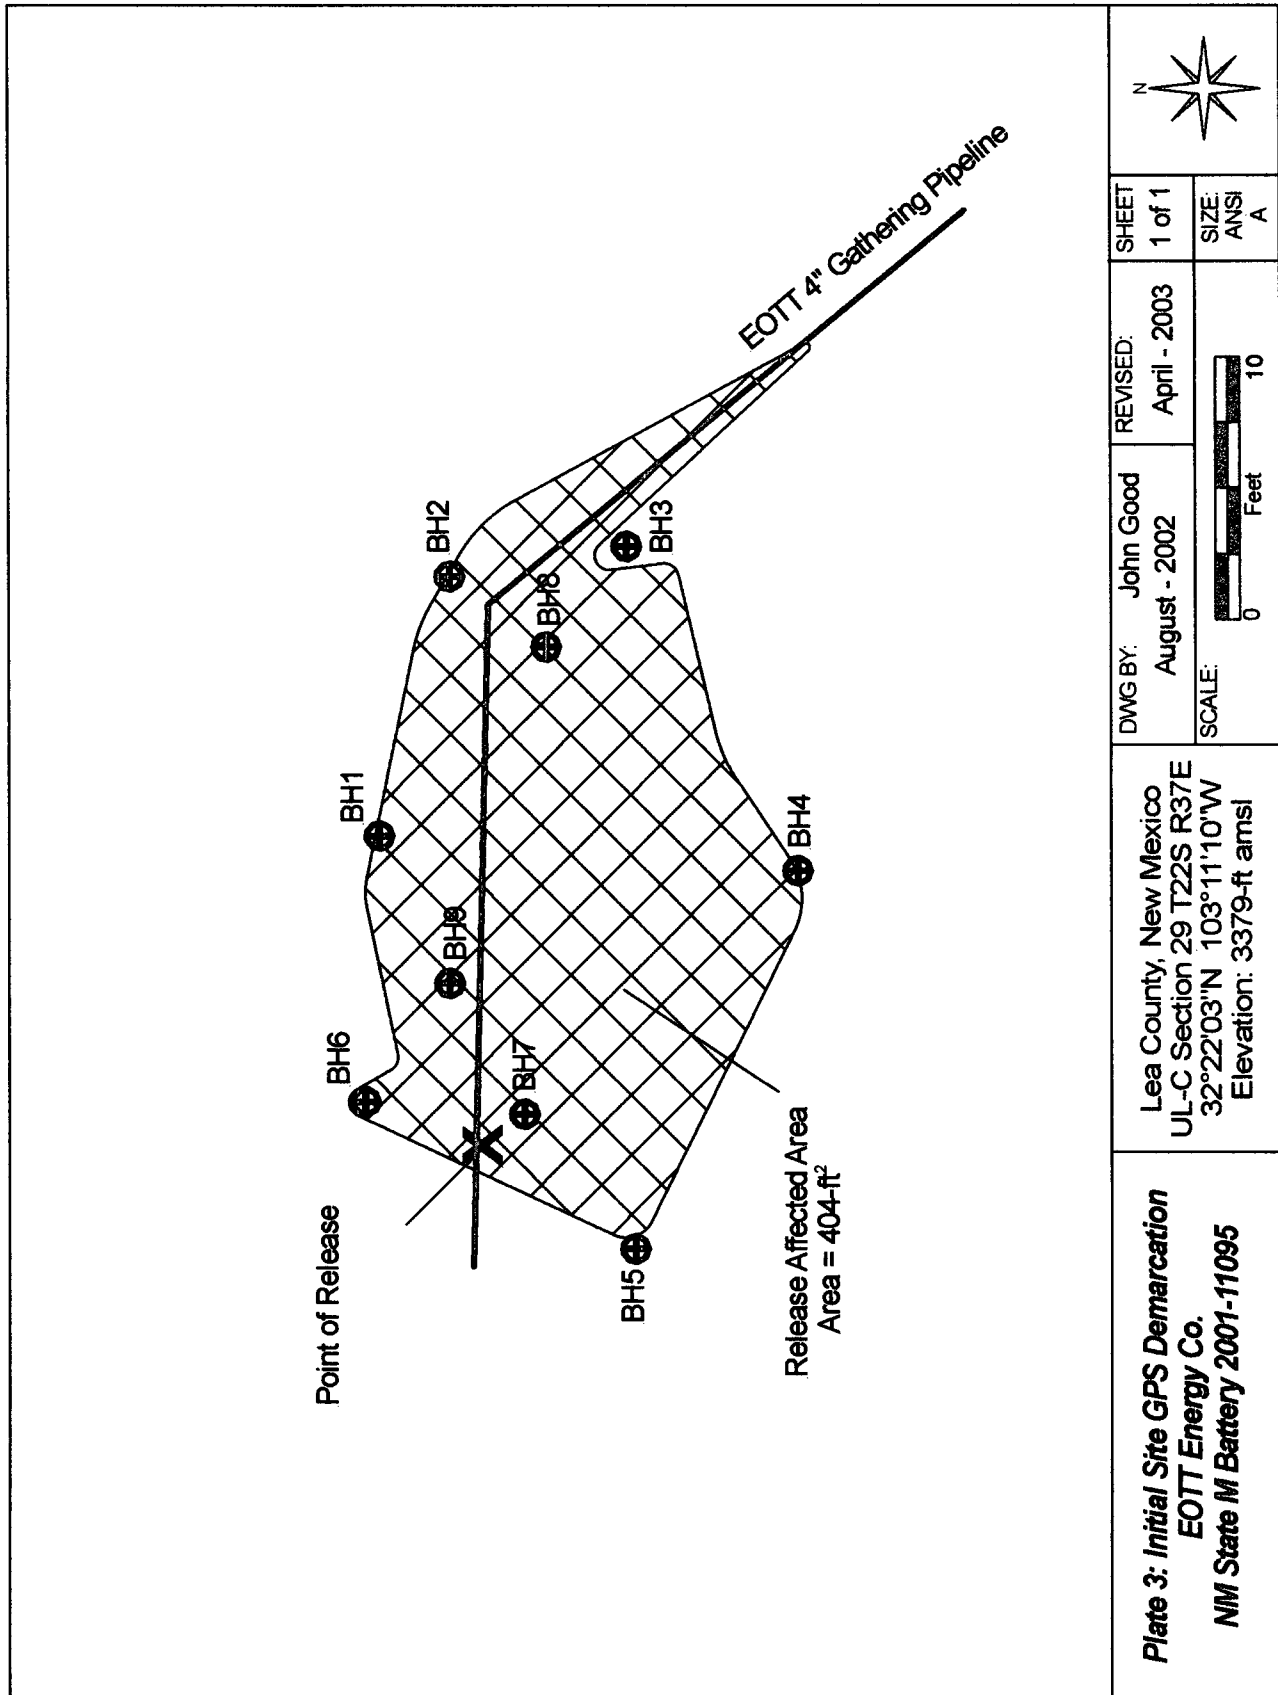 Point of Release
BH6
BH1
BH2
BH9
BH8
BH7
BH3
BH5
BH4
EOTT 4" Gathering Pipeline
Release Affected Area
Area = 404-ft²
Plate 3: Initial Site GPS Demarcation
EOTT Energy Co.
NM State M Battery 2001-11095
Lea County, New Mexico
UL-C Section 29 T22S R37E
32°22'03"N 103°11'10"W
Elevation: 3379-ft amsl
DWG BY: John Good
August - 2002
REVISED:
April - 2003
SHEET
1 of 1
SCALE:
0 Feet 10
SIZE:
ANSI
A
N